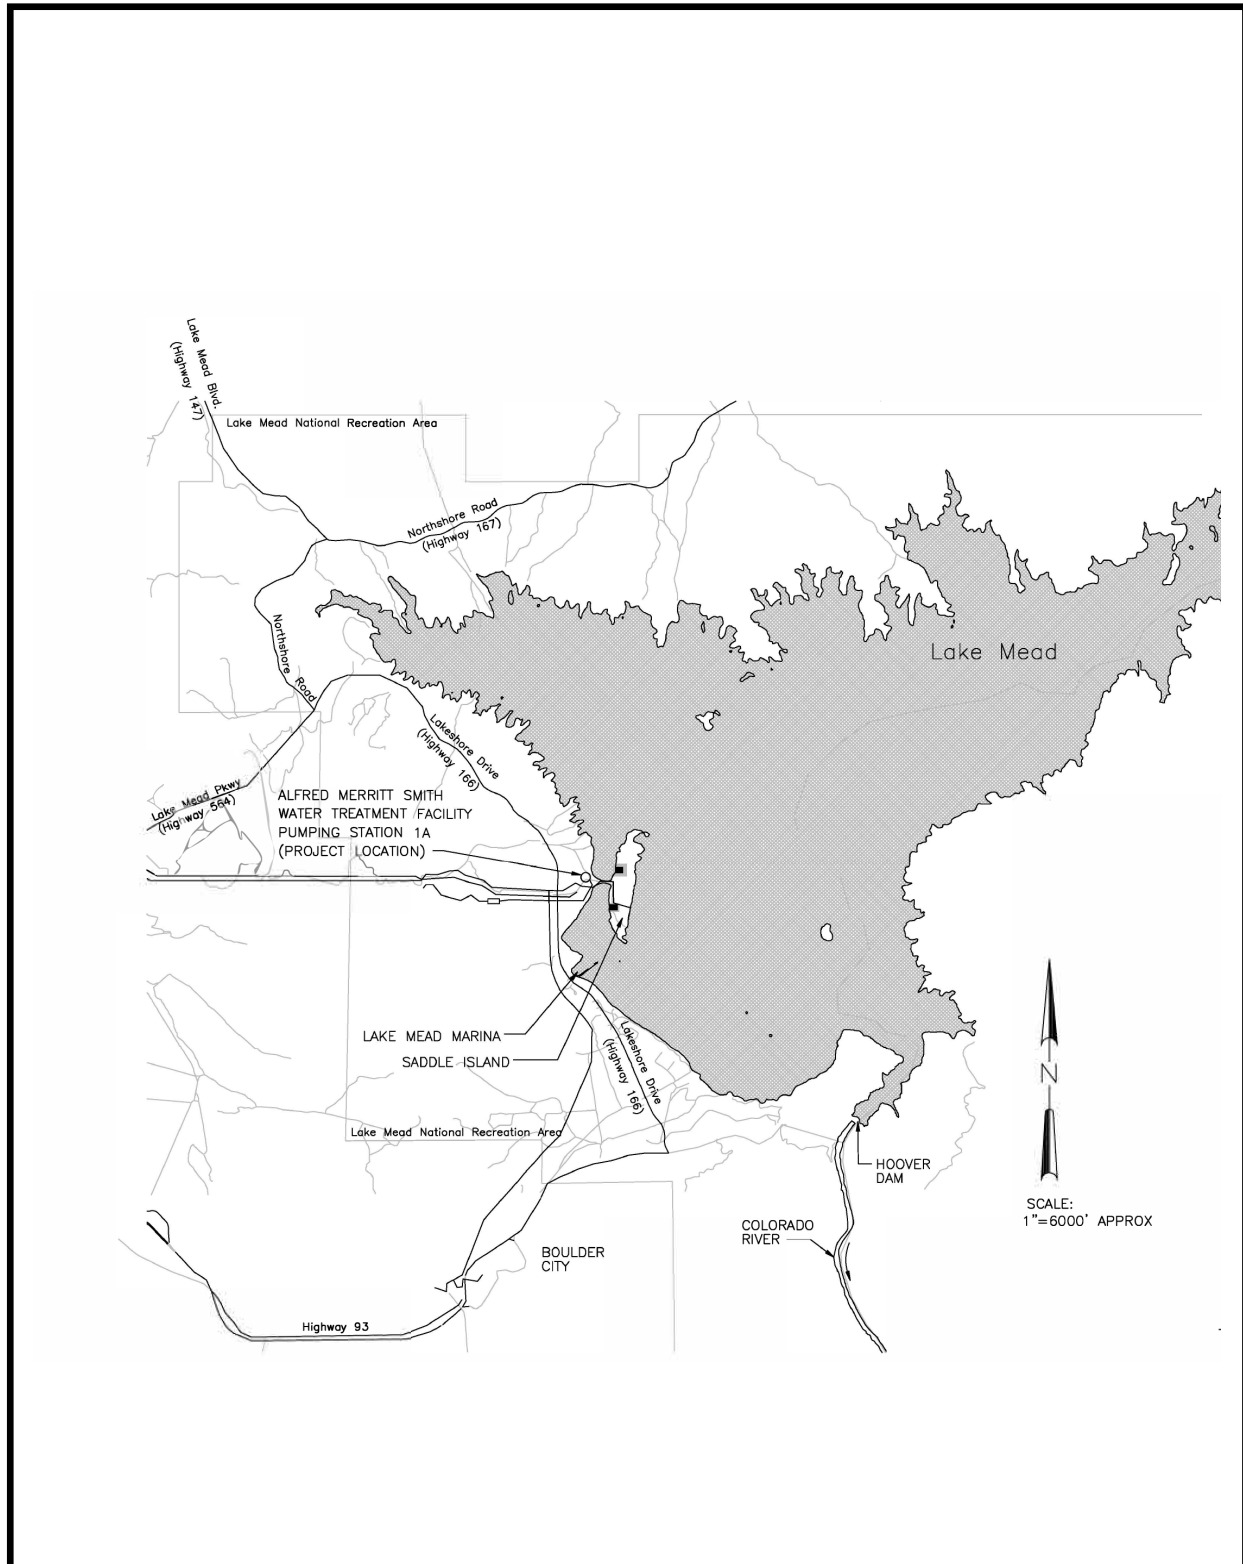 Lake Mead Blvd.
(Highway 147)
Lake Mead National Recreation Area
Northshore Road
(Highway 167)
Northshore Road
Lake Mead
Lakeshore Drive
(Highway 166)
Lake Mead Pkwy
(Highway 564)
ALFRED MERRITT SMITH
WATER TREATMENT FACILITY
PUMPING STATION 1A
(PROJECT LOCATION)
LAKE MEAD MARINA
SADDLE ISLAND
Lakeshore Drive
(Highway 166)
N
Lake Mead National Recreation Area
HOOVER
DAM
SCALE:
1"=6000' APPROX
COLORADO
RIVER
BOULDER
CITY
Highway 93